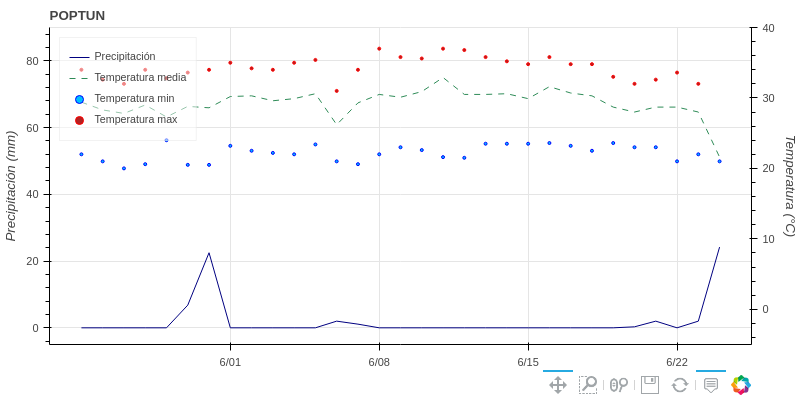 POPTUN
Precipitación
Temperatura media
Temperatura min
Temperatura max
Precipitación (mm)
80
60
40
20
0
Temperatura (°C)
40
30
20
10
0
6/01
6/08
6/15
6/22